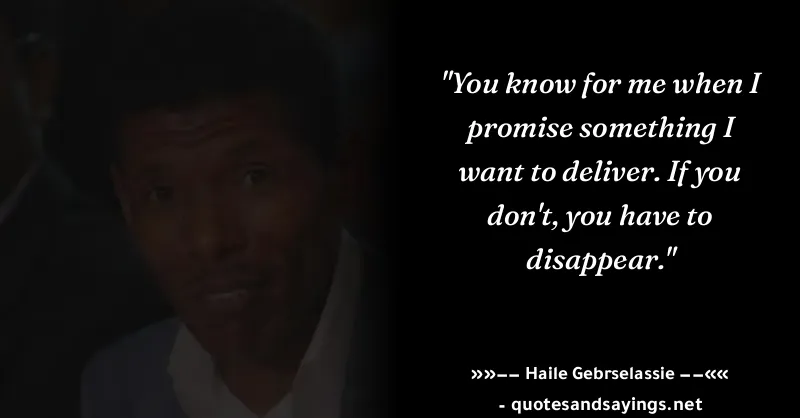 "You know for me when I
promise something I
want to deliver. If you
don't, you have to
disappear."
»»–– Haile Gebrselassie ––««
- quotesandsayings.net